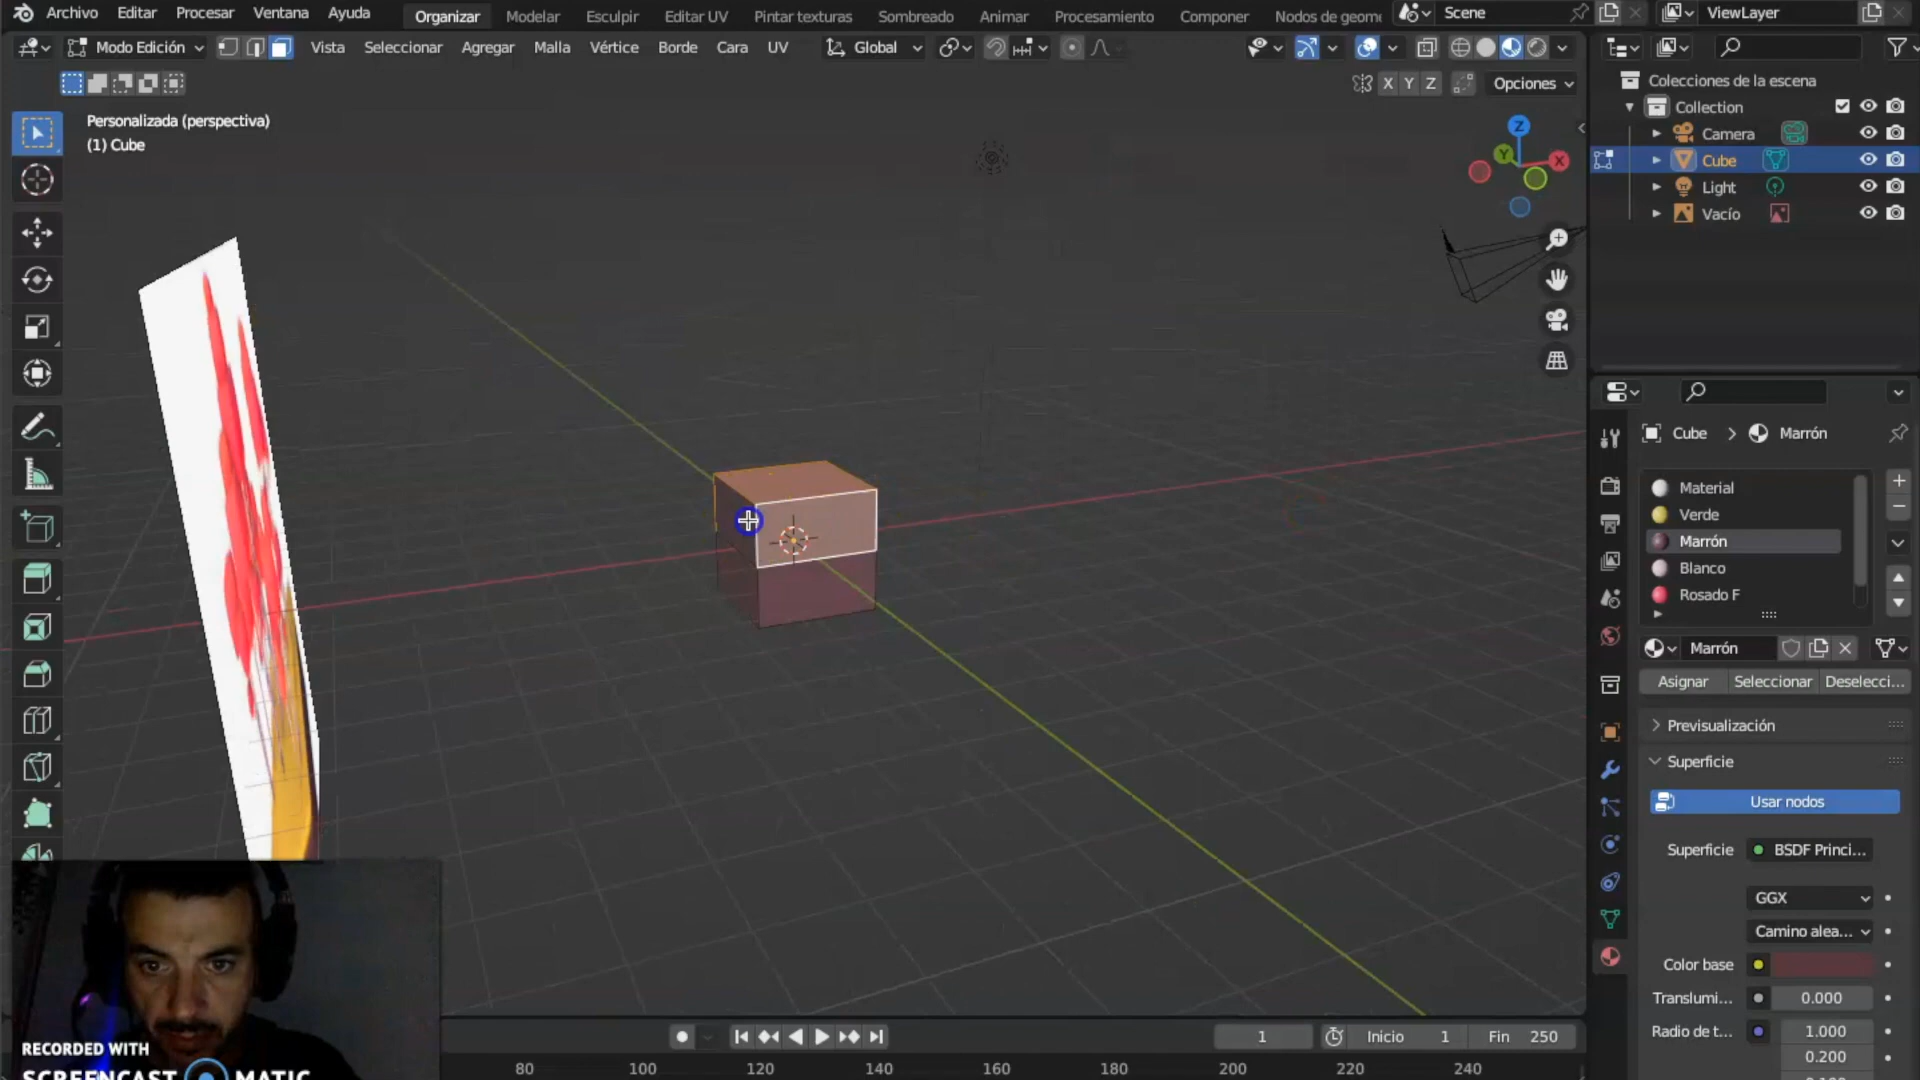 Archivo Editar Procesar Ventana Ayuda Organizar Modelar Esculpir Editar UV Pintar texturas Sombreado Animar Procesamiento Componer Nodos de geom Scene ViewLayer
Modo Edición Vista Seleccionar Agregar Malla Vértice Borde Cara UV Global
X Y Z Opciones
Personalizada (perspectiva)
(1) Cube
Z
Y
X
Colecciones de la escena
Collection
Camera
Cube
Light
Vacío
Cube > Marrón
Material
Verde
Marrón
Blanco
Rosado F
Marrón
Asignar Seleccionar Deselecci...
Previsualización
Superficie
Usar nodos
Superficie BSDF Princi...
GGX
Camino alea...
Color base
Translumi... 0.000
Radio de t... 1.000
0.200
1 Inicio 1 Fin 250
80 100 120 140 160 180 200 220 240
RECORDED WITH
SCREENCAST MATIC